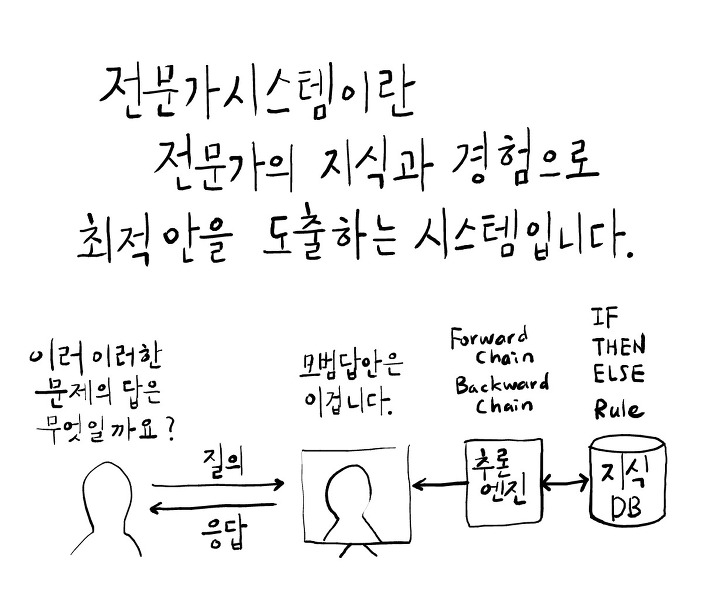 전문가시스템이란
전문가의 지식과 경험으로
최적안을 도출하는 시스템입니다.
이러이러한
문제의 답은
무엇일까요?
질의
응답
모범답안은
이겁니다.
Forward
Chain
Backward
Chain
추론
엔진
IF
THEN
ELSE
Rule
지식
DB